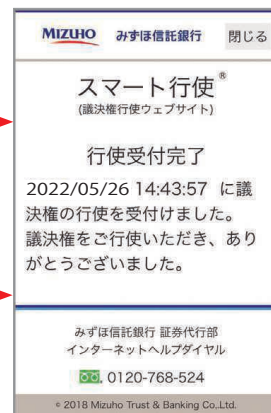 MIZUHO みずほ信託銀行 閉じる
スマート行使®
(議決権行使ウェブサイト)
行使受付完了
2022/05/26 14:43:57 に議
決権の行使を受付けました。
議決権をご行使いただき、あり
がとうございました。
みずほ信託銀行 証券代行部
インターネットヘルプダイヤル
0120-768-524
© 2018 Mizuho Trust & Banking Co.,Ltd.